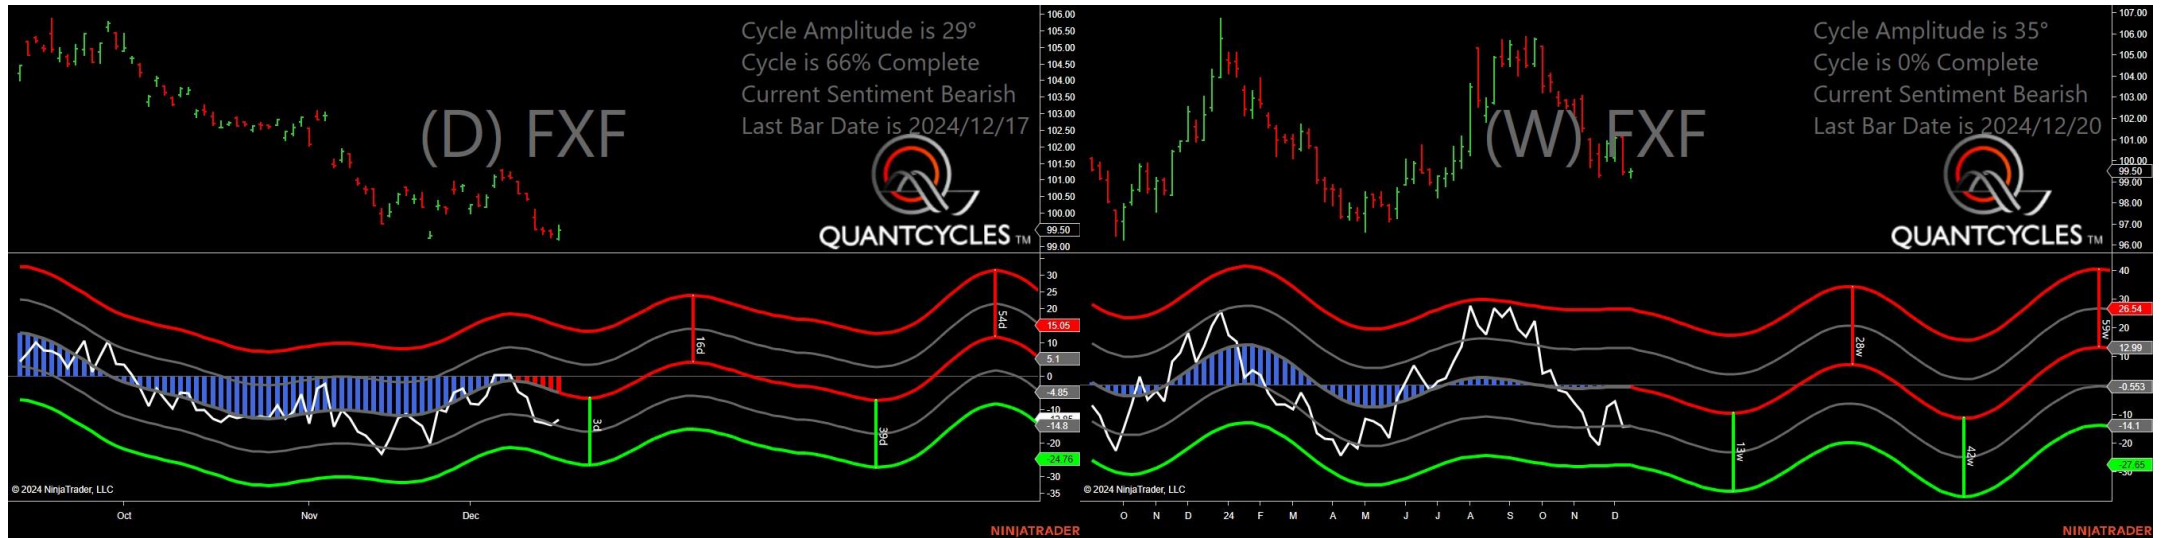 Cycle Amplitude is 29°
Cycle is 66% Complete
Current Sentiment Bearish
Last Bar Date is 2024/12/17
(D) FXF
QUANTCYCLES TM
106.00
105.50
105.00
104.50
104.00
103.50
103.00
102.50
102.00
101.50
101.00
100.50
100.00
99.50
99.00
30
25
20
15.05
10
5.1
0
-4.85
-10
-14.8
-20
-24.76
-30
-35
3d
16d
39d
54d
© 2024 NinjaTrader, LLC
Oct
Nov
Dec
NINJATRADER
Cycle Amplitude is 35°
Cycle is 0% Complete
Current Sentiment Bearish
Last Bar Date is 2024/12/20
(W) FXF
QUANTCYCLES TM
107.00
106.00
105.00
104.00
103.00
102.00
101.00
100.00
99.50
99.00
98.00
97.00
96.00
40
30
26.54
20
12.99
10
-0.553
-10
-14.1
-20
-27.65
-30
13w
28w
42w
59w
© 2024 NinjaTrader, LLC
O
N
D
24
F
M
A
M
J
J
A
S
O
N
D
NINJATRADER